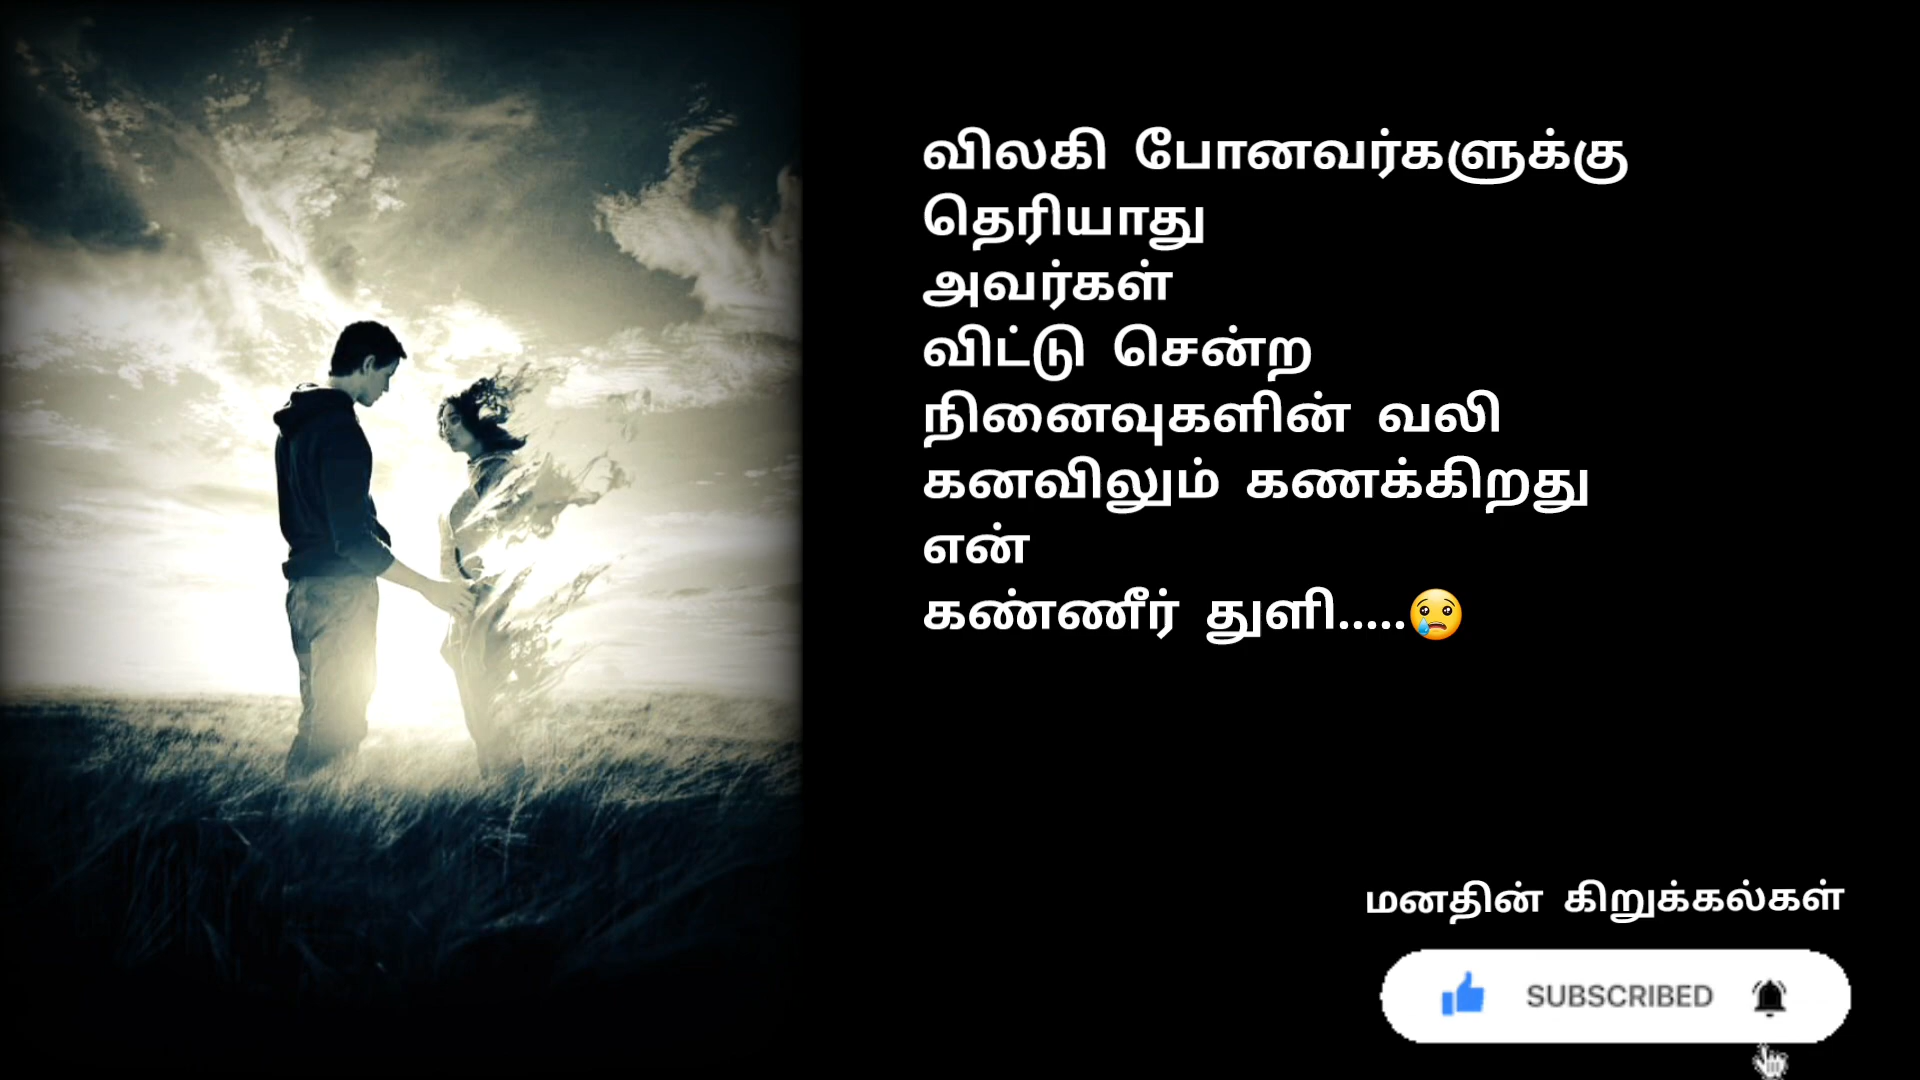 விலகி போனவர்களுக்கு
தெரியாது
அவர்கள்
விட்டு சென்ற
நினைவுகளின் வலி
கனவிலும் கணக்கிறது
என்
கண்ணீர் துளி.....😢
மனதின் கிறுக்கல்கள்
SUBSCRIBED